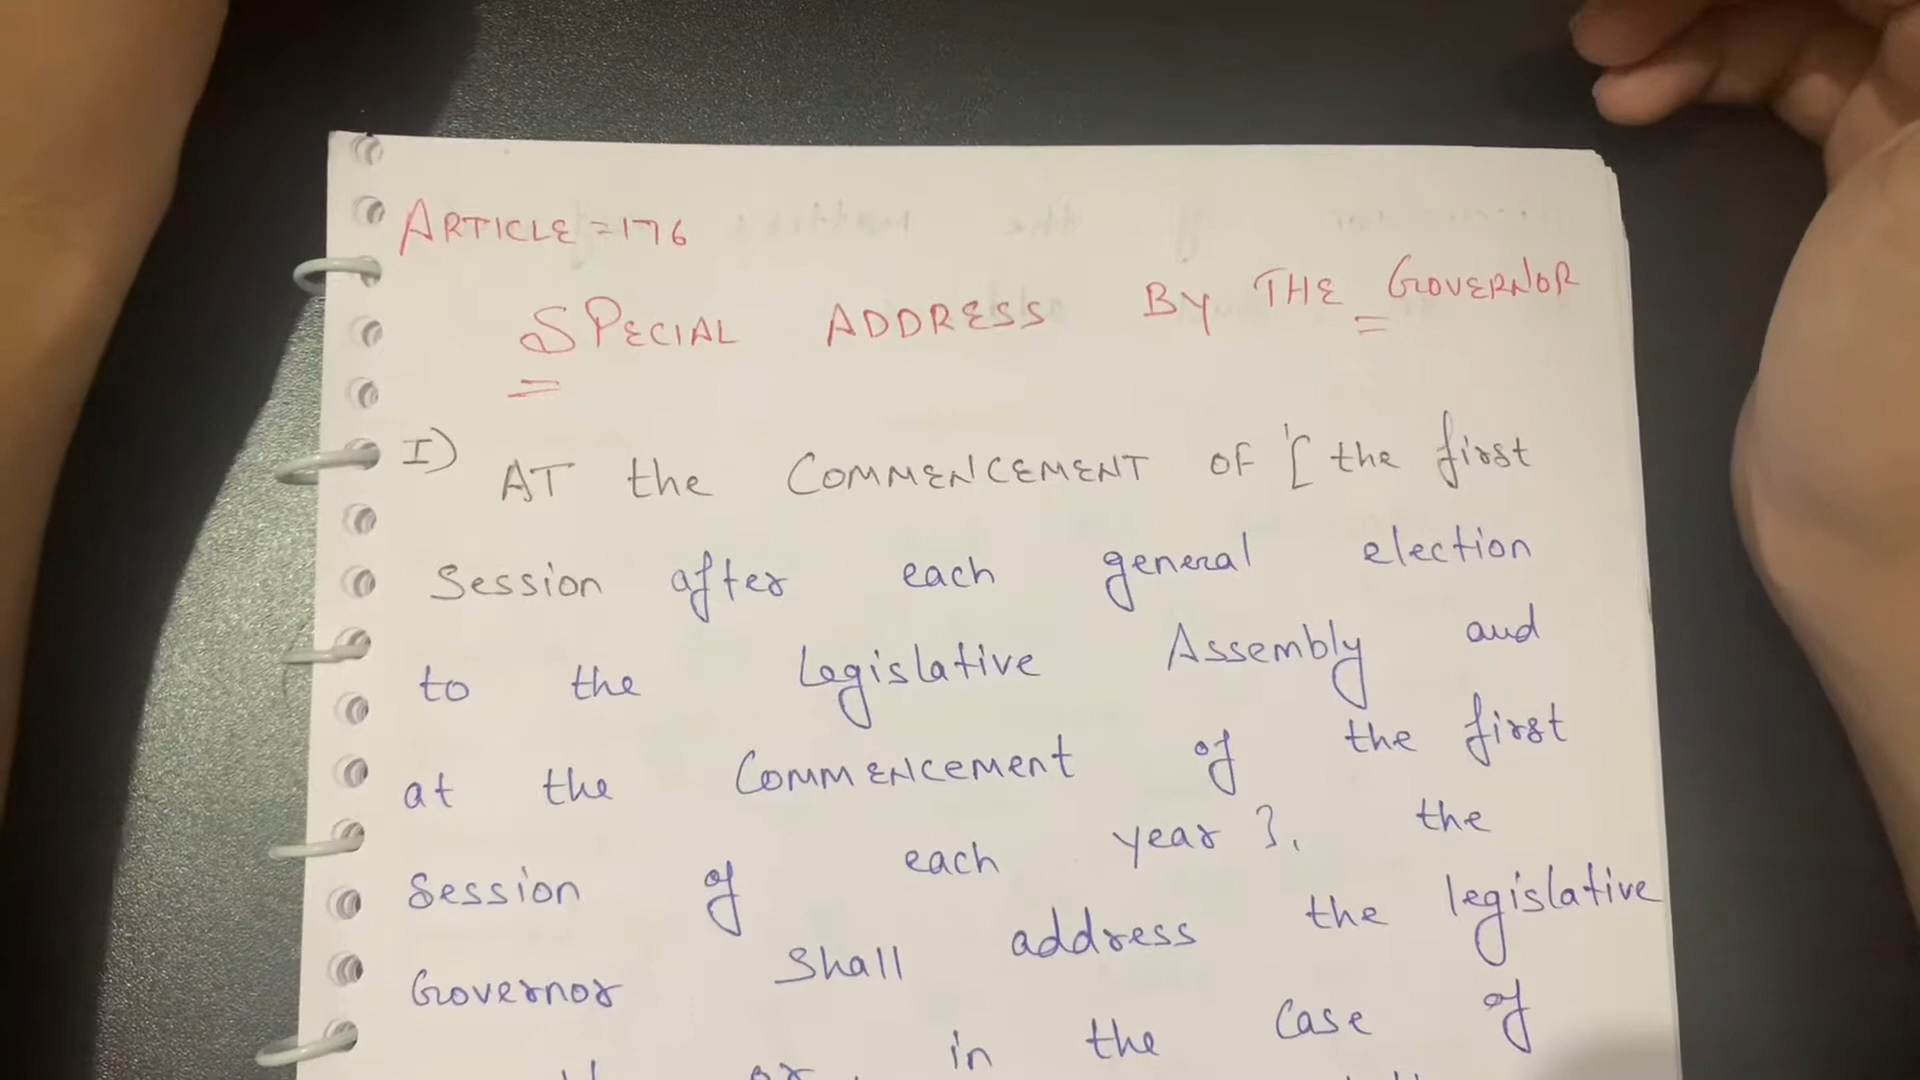 ARTICLE = 176
SPECIAL ADDRESS BY THE GOVERNOR
I) AT the COMMENCEMENT OF '[ the first
Session after each general election
to the Legislative Assembly and
at the COMMENCEMENT of the first
Session of each year ], the
Governor Shall address the legislative
or, in the Case of